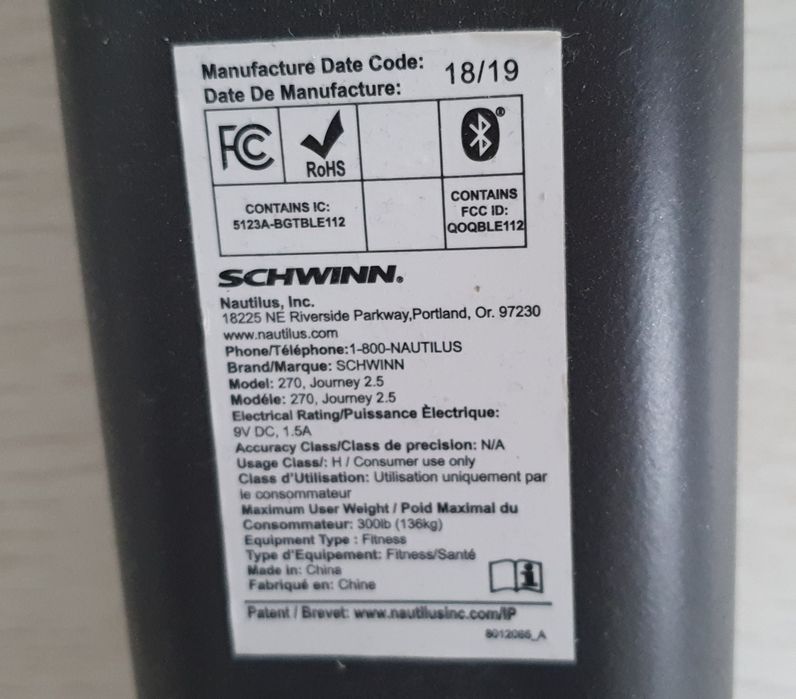 Manufacture Date Code: 18/19
Date De Manufacture:
FC
RoHS
CONTAINS IC:
5123A-BGTBLE112
CONTAINS
FCC ID:
QOQBLE112
SCHWINN.
Nautilus, Inc.
18225 NE Riverside Parkway,Portland, Or. 97230
www.nautilus.com
Phone/Téléphone:1-800-NAUTILUS
Brand/Marque: SCHWINN
Model: 270, Journey 2.5
Modéle: 270, Journey 2.5
Electrical Rating/Puissance Èlectrique:
9V DC, 1.5A
Accuracy Class/Class de precision: N/A
Usage Class/: H / Consumer use only
Class d'Utilisation: Utilisation uniquement par
le consommateur
Maximum User Weight / Poid Maximal du
Consommateur: 300lb (136kg)
Equipment Type : Fitness
Type d'Equipement: Fitness/Santé
Made in: China
Fabriqué en: Chine
Patent / Brevet: www.nautilusinc.com/IP
8012065_A